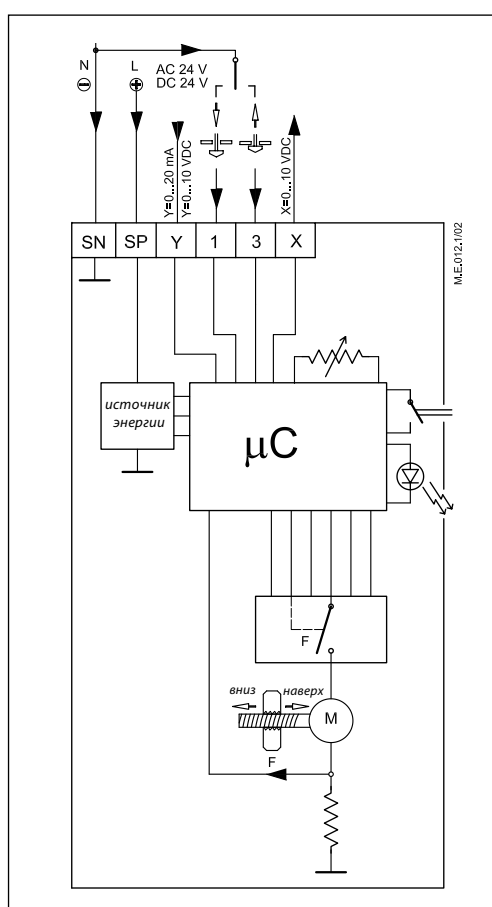 N L AC 24 V
DC 24 V
Y=0...20 mA
Y=0...10 VDC
X=0...10 VDC
SN SP Y 1 3 X
M.E.012.1/02
источник
энергии
µC
F
вниз наверх
M
F